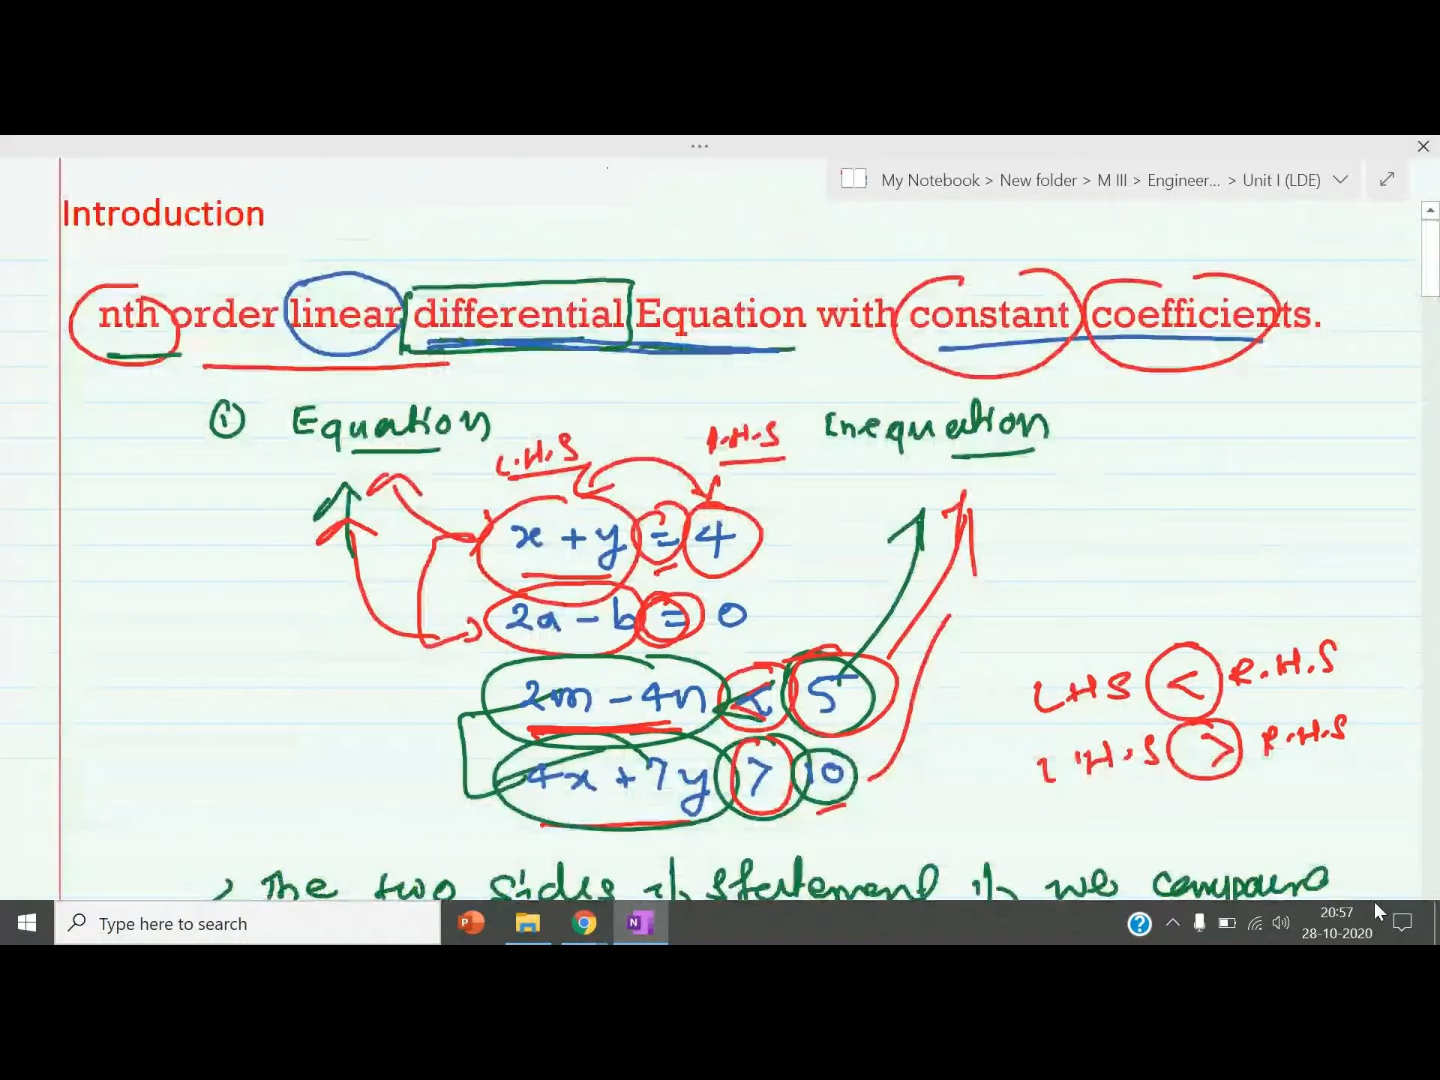 My Notebook > New folder > M III > Engineer... > Unit I (LDE)
Introduction
nth order linear differential Equation with constant coefficients.
① Equation
Inequation
L.H.S
R.H.S
x + y = 4
2a - b = 0
2m - 4n < 5
4x + 7y > 10
LHS < R.H.S
L.H.S > R.H.S
The two sides of statement if we compare
Type here to search
20:57
28-10-2020